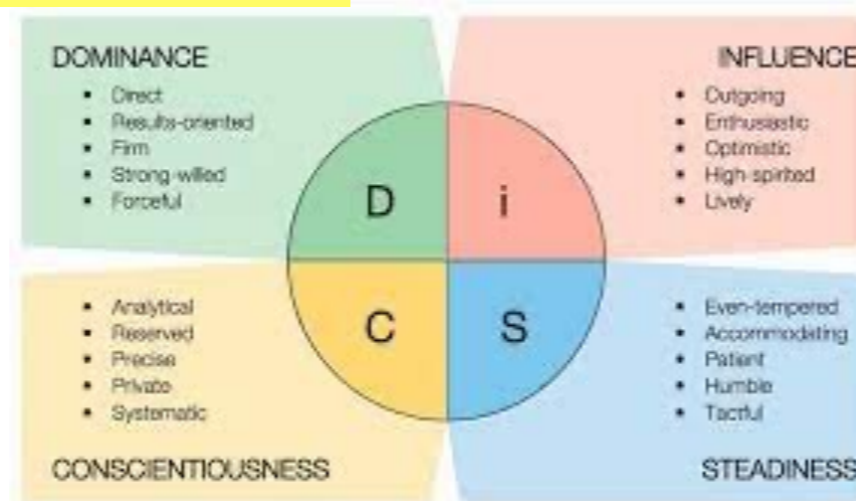 DOMINANCE
• Direct
• Results-oriented
• Firm
• Strong-willed
• Forceful
INFLUENCE
• Outgoing
• Enthusiastic
• Optimistic
• High-spirited
• Lively
D
i
C
S
• Analytical
• Reserved
• Precise
• Private
• Systematic
CONSCIENTIOUSNESS
• Even-tempered
• Accommodating
• Patient
• Humble
• Tactful
STEADINESS